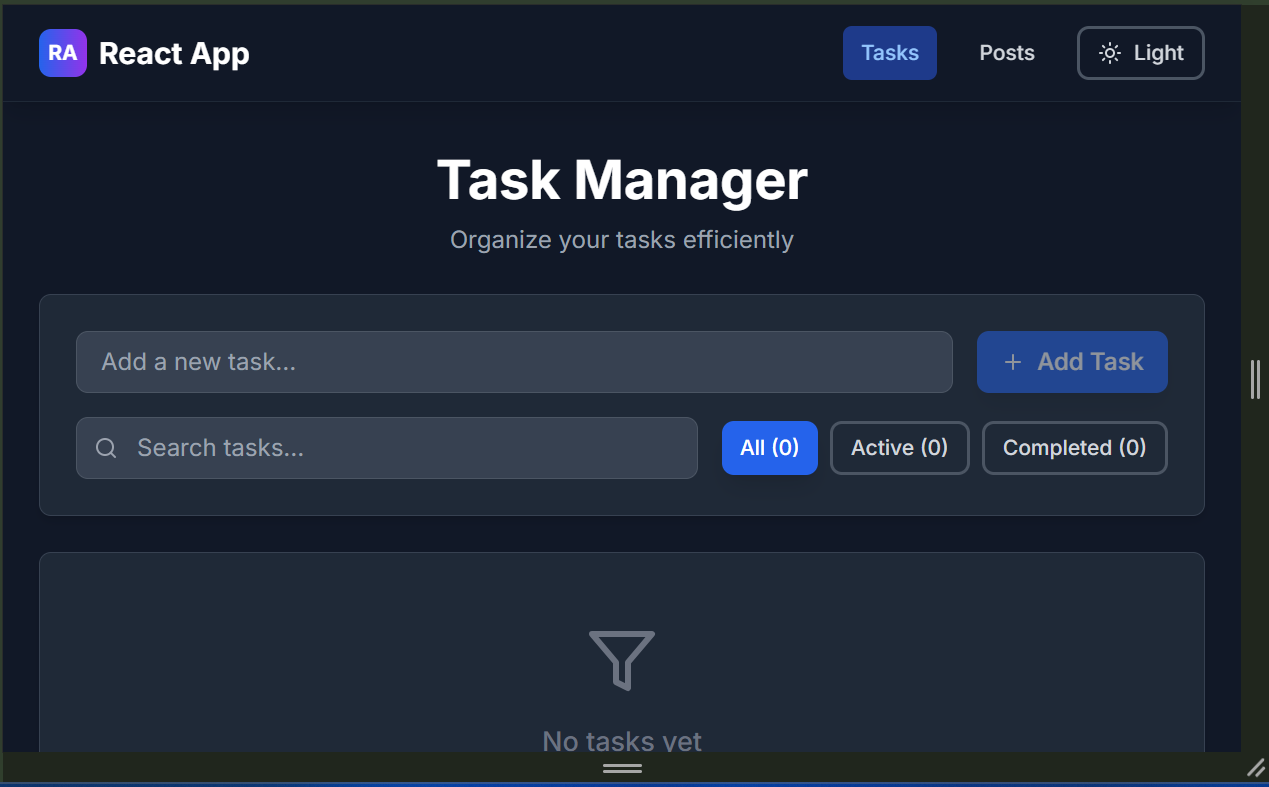 RA React App Tasks Posts Light
Task Manager
Organize your tasks efficiently
Add a new task...
+ Add Task
Search tasks...
All (0) Active (0) Completed (0)
No tasks yet